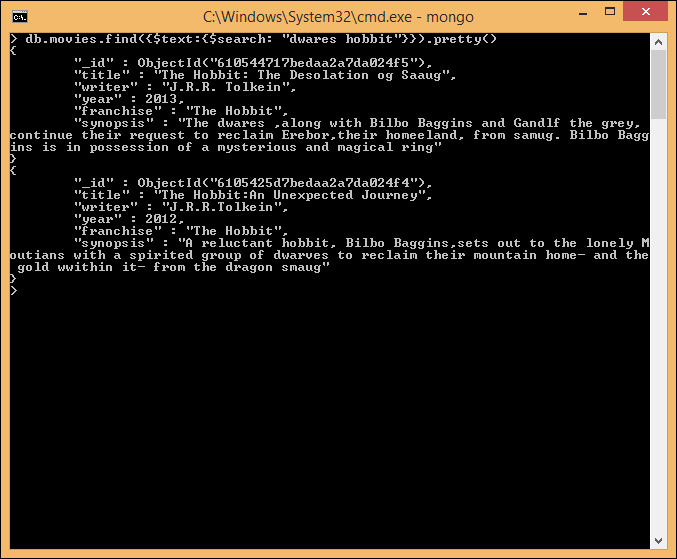 C:\Windows\System32\cmd.exe - mongo
> db.movies.find({$text:{$search: "dwares hobbit"}}).pretty()
{
        "_id" : ObjectId("610544717bedaa2a7da024f5"),
        "title" : "The Hobbit: The Desolation og Saaug",
        "writer" : "J.R.R. Tolkein",
        "year" : 2013,
        "franchise" : "The Hobbit",
        "synopsis" : "The dwares ,along with Bilbo Baggins and Gandlf the grey,
continue their request to reclaim Erebor,their homeeland, from samug. Bilbo Bagg
ins is in possession of a mysterious and magical ring"
}
{
        "_id" : ObjectId("6105425d7bedaa2a7da024f4"),
        "title" : "The Hobbit:An Unexpected Journey",
        "writer" : "J.R.R.Tolkein",
        "year" : 2012,
        "franchise" : "The Hobbit",
        "synopsis" : "A reluctant hobbit, Bilbo Baggins,sets out to the lonely M
outians with a spirited group of dwarves to reclaim their mountain home- and the
 gold wwithin it- from the dragon smaug"
}
>